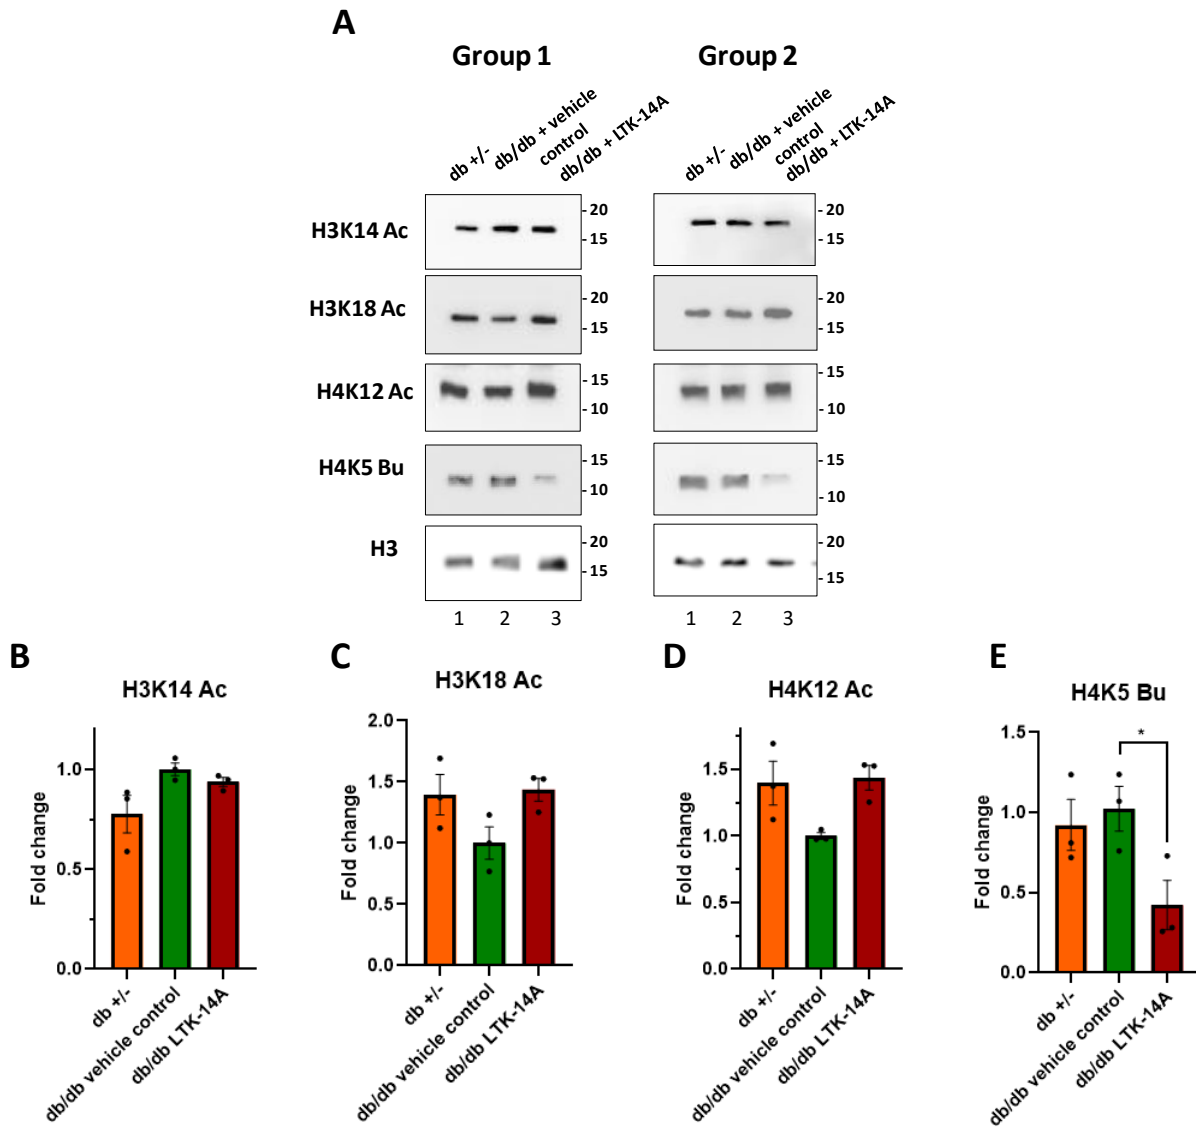 A
Group 1
Group 2
db +/-
db/db + vehicle
control
db/db + LTK-14A
db +/-
db/db + vehicle
control
db/db + LTK-14A
H3K14 Ac
- 20
- 15
- 20
- 15
H3K18 Ac
- 20
- 15
- 20
- 15
H4K12 Ac
- 15
- 10
- 15
- 10
H4K5 Bu
- 15
- 10
- 15
- 10
H3
- 20
- 15
- 20
- 15
1 2 3
1 2 3
B
H3K14 Ac
Fold change
1.0
0.5
0.0
db +/-
db/db vehicle control
db/db LTK-14A
C
H3K18 Ac
Fold change
2.0
1.5
1.0
0.5
0.0
db +/-
db/db vehicle control
db/db LTK-14A
D
H4K12 Ac
Fold change
1.5
1.0
0.5
0.0
db +/-
db/db vehicle control
db/db LTK-14A
E
H4K5 Bu
Fold change
1.5
1.0
0.5
0.0
*
db +/-
db/db vehicle control
db/db LTK-14A